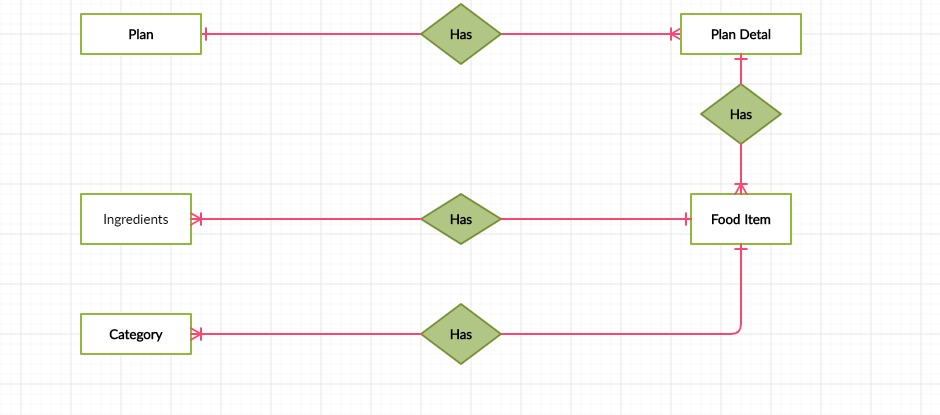 Plan
Has
Plan Detal
Has
Ingredients
Has
Food Item
Category
Has